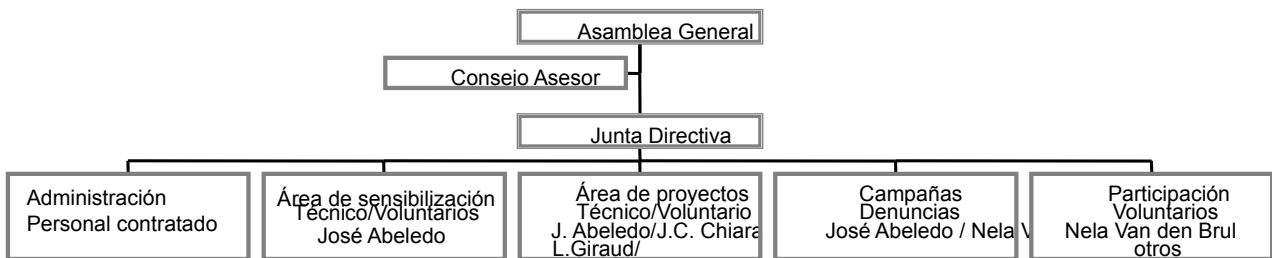 Asamblea General
Consejo Asesor
Junta Directiva
Administración
Personal contratado
Área de sensibilización
Técnico/Voluntarios
José Abeledo
Área de proyectos
Técnico/Voluntario
J. Abeledo/J.C. Chiara
L.Giraud/
Campañas
Denuncias
José Abeledo / Nela V
Participación
Voluntarios
Nela Van den Brul
otros